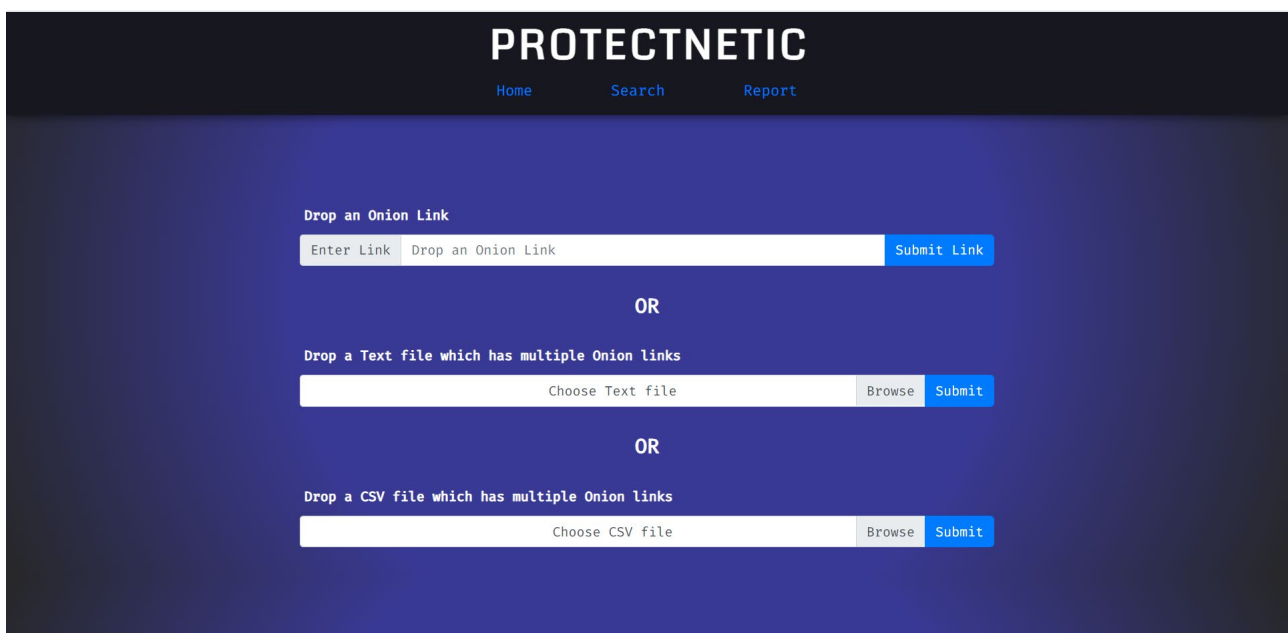 PROTECTNETIC
Home Search Report
Drop an Onion Link
Enter Link Drop an Onion Link Submit Link
OR
Drop a Text file which has multiple Onion links
Choose Text file Browse Submit
OR
Drop a CSV file which has multiple Onion links
Choose CSV file Browse Submit